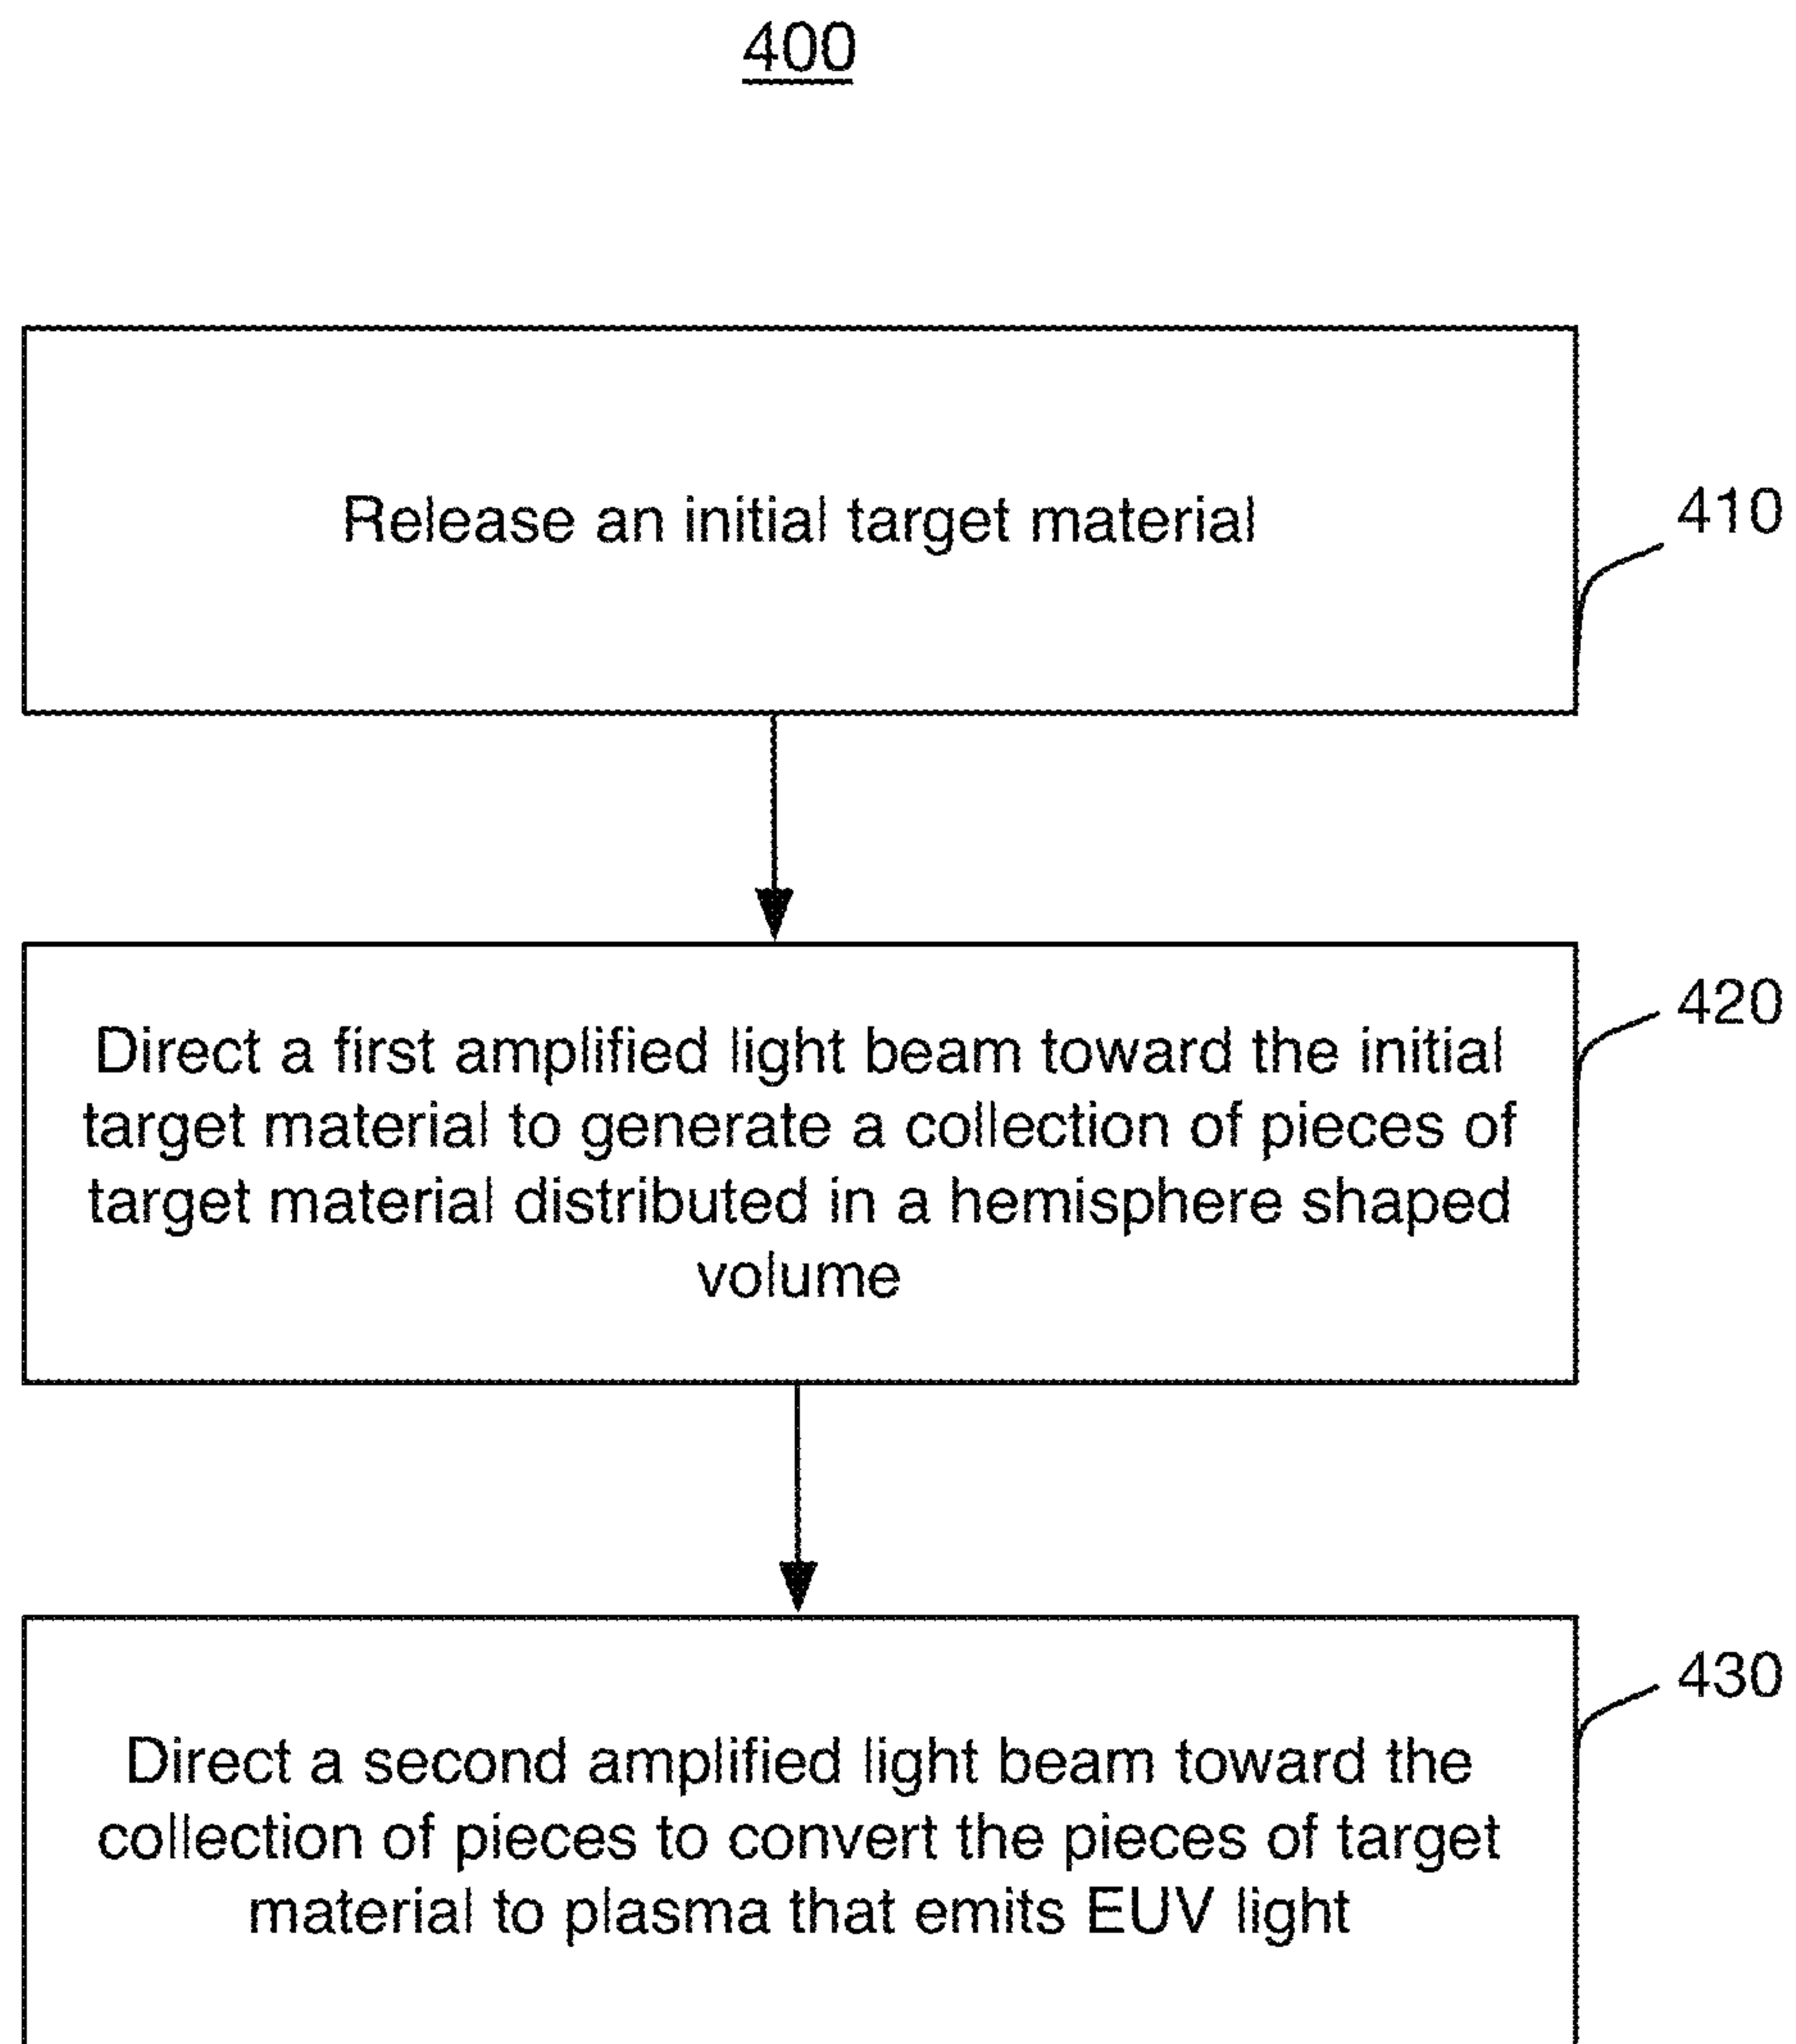 400
Release an initial target material
410
Direct a first amplified light beam toward the initial
target material to generate a collection of pieces of
target material distributed in a hemisphere shaped
volume
420
Direct a second amplified light beam toward the
collection of pieces to convert the pieces of target
material to plasma that emits EUV light
430